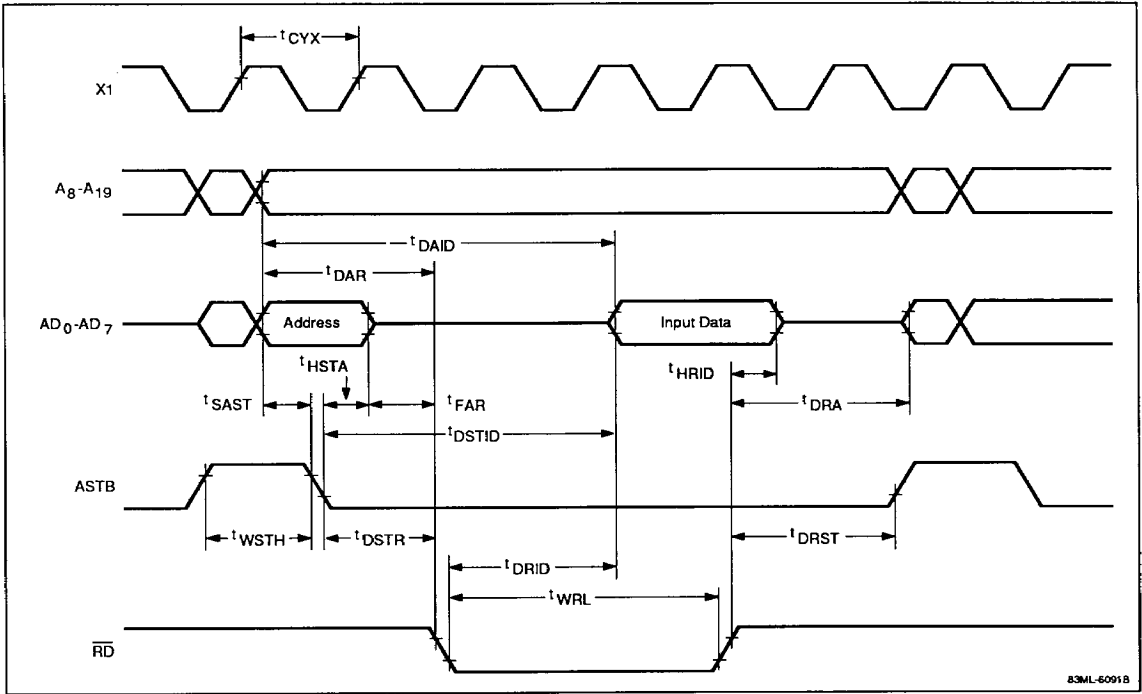 tCYX
X1
A8-A19
tDAID
tDAR
AD0-AD7
Address
Input Data
tHSTA
tHRID
tSAST
tFAR
tDRA
tDSTID
ASTB
tWSTH
tDSTR
tDRST
tDRID
tWRL
RD
83ML-6091B